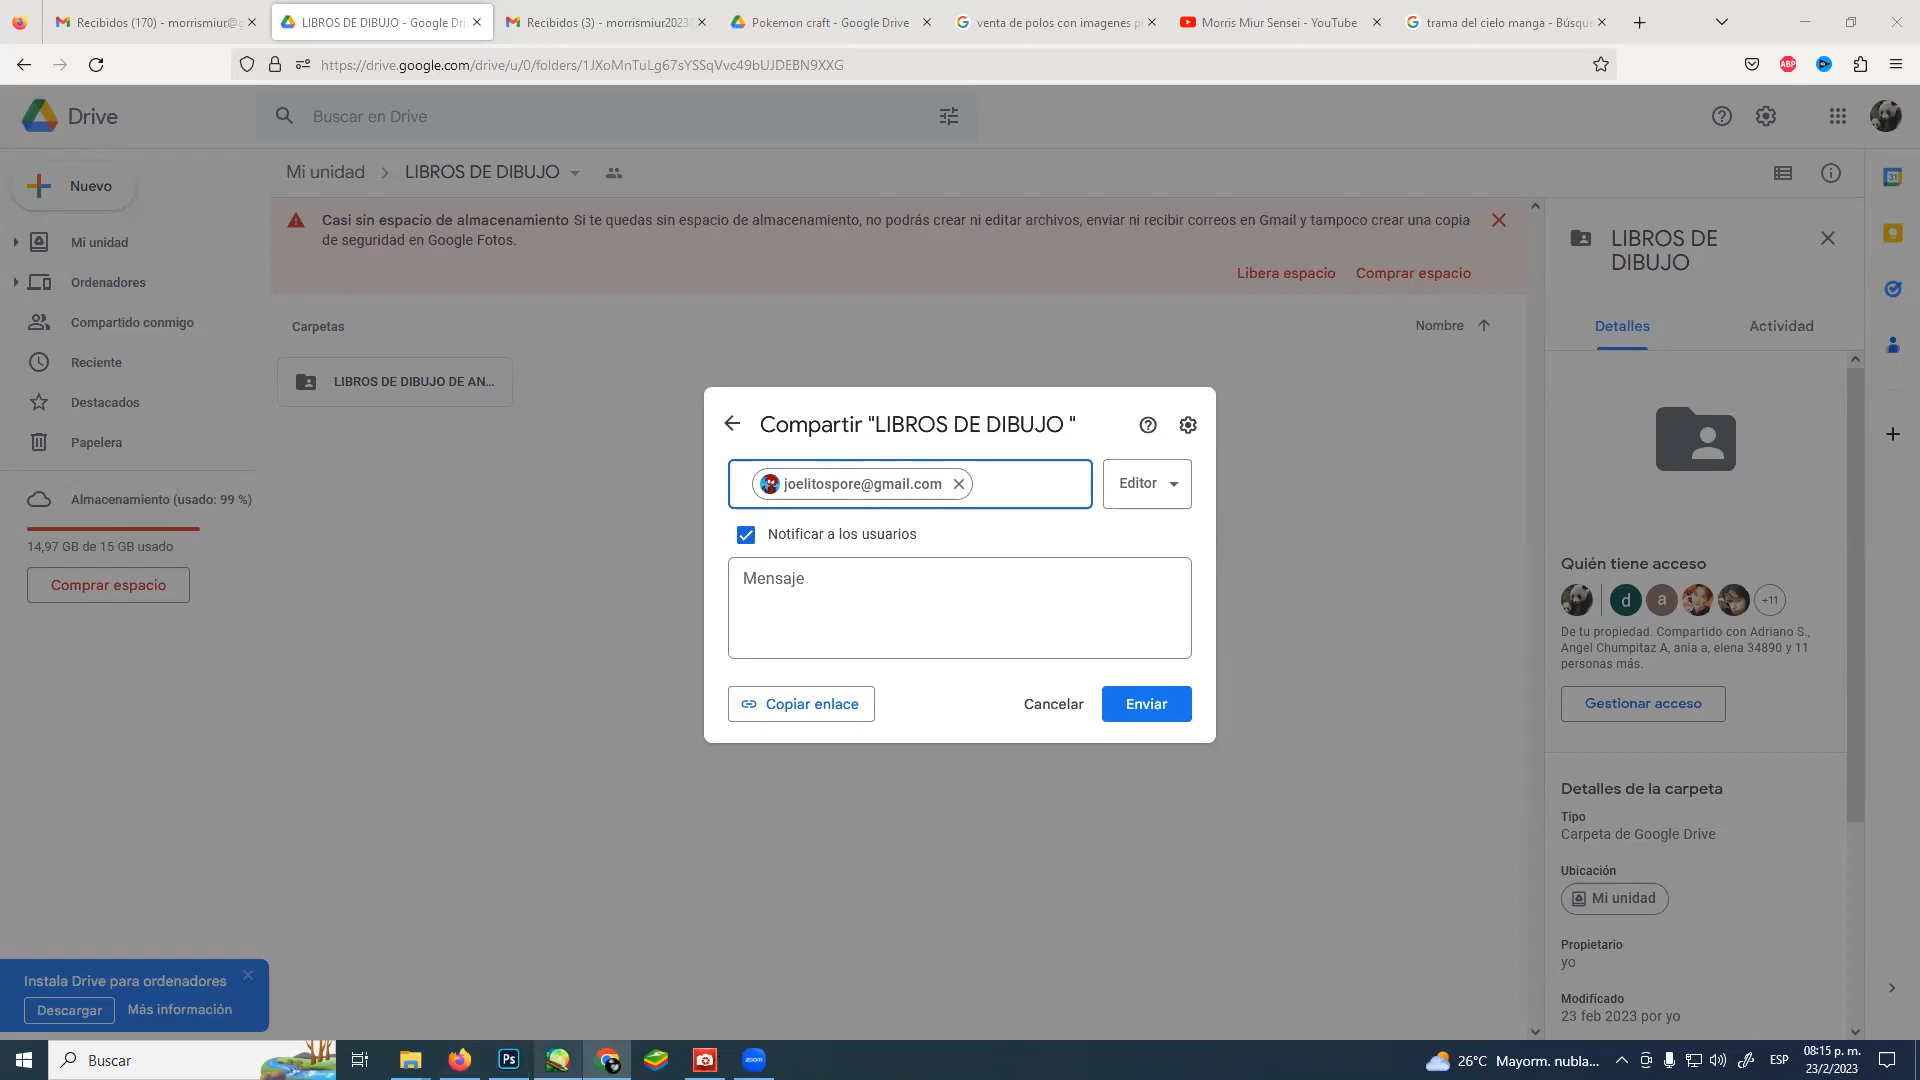 Recibidos (170) - morrismiur@g
LIBROS DE DIBUJO - Google Dri
Recibidos (3) - morrismiur2023
Pokemon craft - Google Drive
venta de polos con imagenes p
Morris Miur Sensei - YouTube
trama del cielo manga - Búsque
https://drive.google.com/drive/u/0/folders/1JXoMnTuLg67sYSSqVvc49bUJDEBN9XXG
ABP
Drive
Buscar en Drive
Nuevo
Mi unidad
LIBROS DE DIBUJO
31
Casi sin espacio de almacenamiento Si te quedas sin espacio de almacenamiento, no podrás crear ni editar archivos, enviar ni recibir correos en Gmail y tampoco crear una copia
de seguridad en Google Fotos.
Libera espacio
Comprar espacio
Mi unidad
Ordenadores
Compartido conmigo
Reciente
Destacados
Papelera
Almacenamiento (usado: 99 %)
14,97 GB de 15 GB usado
Comprar espacio
Carpetas
Nombre
LIBROS DE DIBUJO DE AN...
Compartir "LIBROS DE DIBUJO "
joelitospore@gmail.com
Editor
Notificar a los usuarios
Mensaje
Copiar enlace
Cancelar
Enviar
LIBROS DE
DIBUJO
Detalles
Actividad
Quién tiene acceso
d
a
+11
De tu propiedad. Compartido con Adriano S.,
Angel Chumpitaz A, ania a, elena 34890 y 11
personas más.
Gestionar acceso
Detalles de la carpeta
Tipo
Carpeta de Google Drive
Ubicación
Mi unidad
Propietario
yo
Modificado
23 feb 2023 por yo
Instala Drive para ordenadores
Descargar
Más información
Buscar
Ps
zoom
26°C
Mayorm. nubla...
ESP
08:15 p. m.
23/2/2023